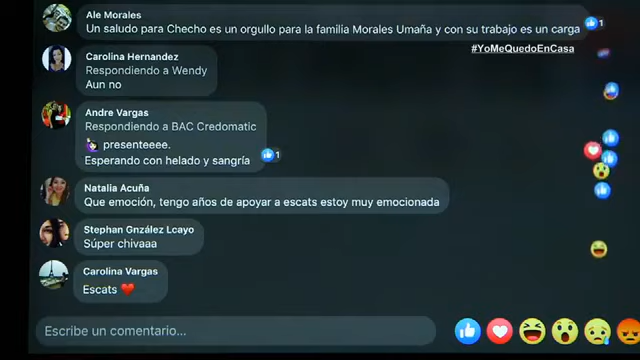 Ale Morales
Un saludo para Checho es un orgullo para la familia Morales Umaña y con su trabajo es un carga
1
#YoMeQuedoEnCasa
Carolina Hernandez
Respondiendo a Wendy
Aun no
Andre Vargas
Respondiendo a BAC Credomatic
presenteeee.
Esperando con helado y sangría
1
Natalia Acuña
Que emoción, tengo años de apoyar a escats estoy muy emocionada
Stephan Gnzález Lcayo
Súper chivaaa
Carolina Vargas
Escats ❤️
Escribe un comentario...